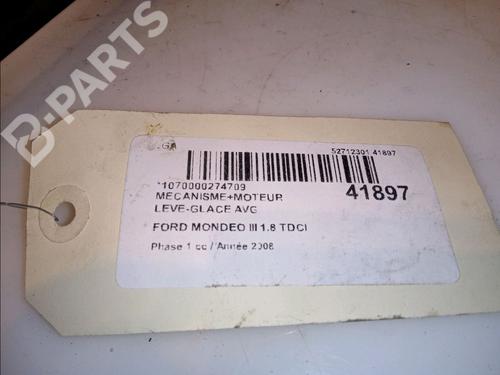 B-PARTS
LGA
52712301 41897
*1070000274709
MECANISME+MOTEUR
41897
LEVE-GLACE AVG
FORD MONDEO III 1.8 TDCI
Phase 1 cc / Année 2008